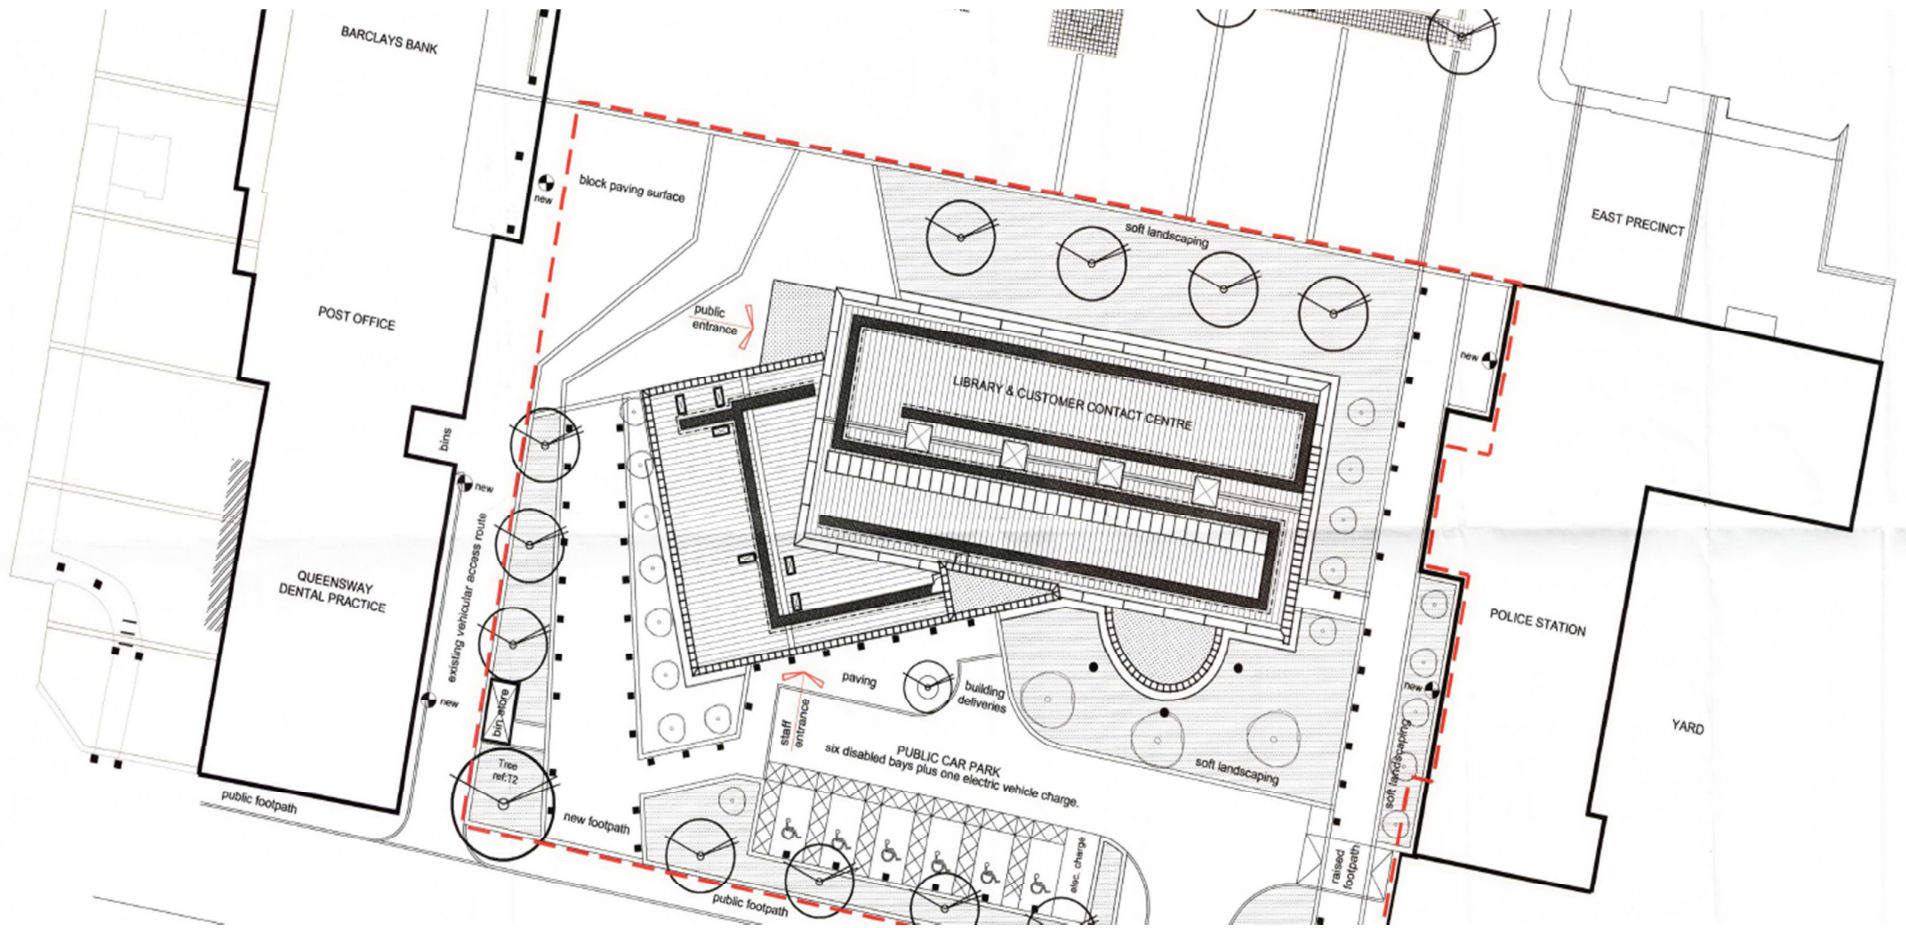 BARCLAYS BANK
block paving surface
new
soft landscaping
EAST PRECINCT
POST OFFICE
public
entrance
new
LIBRARY & CUSTOMER CONTACT CENTRE
bins
new
existing vehicular access route
QUEENSWAY
DENTAL PRACTICE
POLICE STATION
paving
building
deliveries
new
new
bin store
staff
entrance
YARD
PUBLIC CAR PARK
six disabled bays plus one electric vehicle charge.
soft landscaping
soft landscaping
Tree
ref:T2
public footpath
new footpath
elec. charge
raised
footpath
public footpath